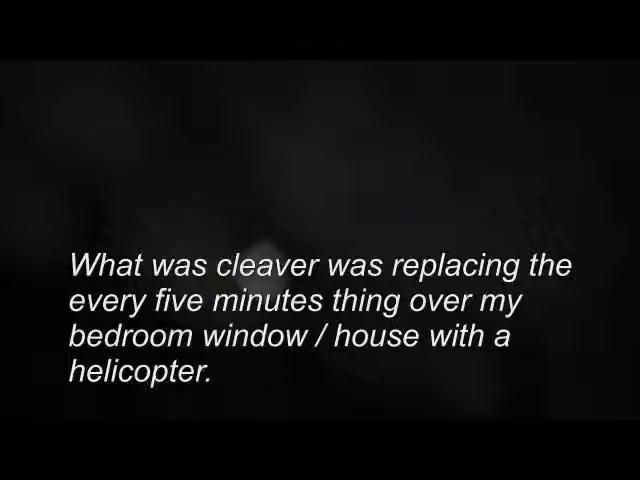 What was cleaver was replacing the
every five minutes thing over my
bedroom window / house with a
helicopter.